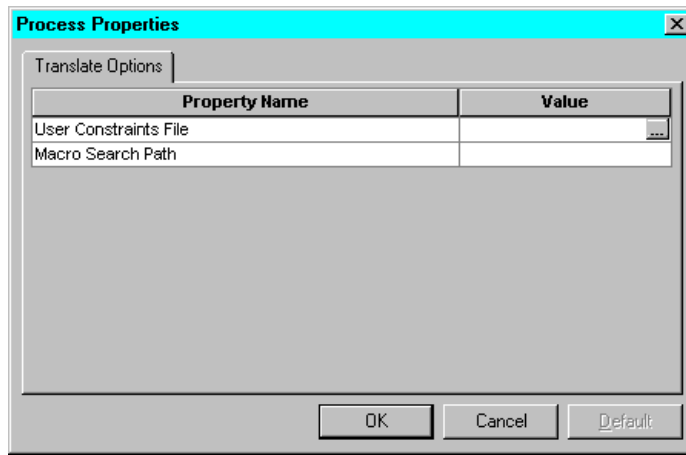 Process Properties
Translate Options
Property Name Value
User Constraints File ...
Macro Search Path
OK Cancel Default